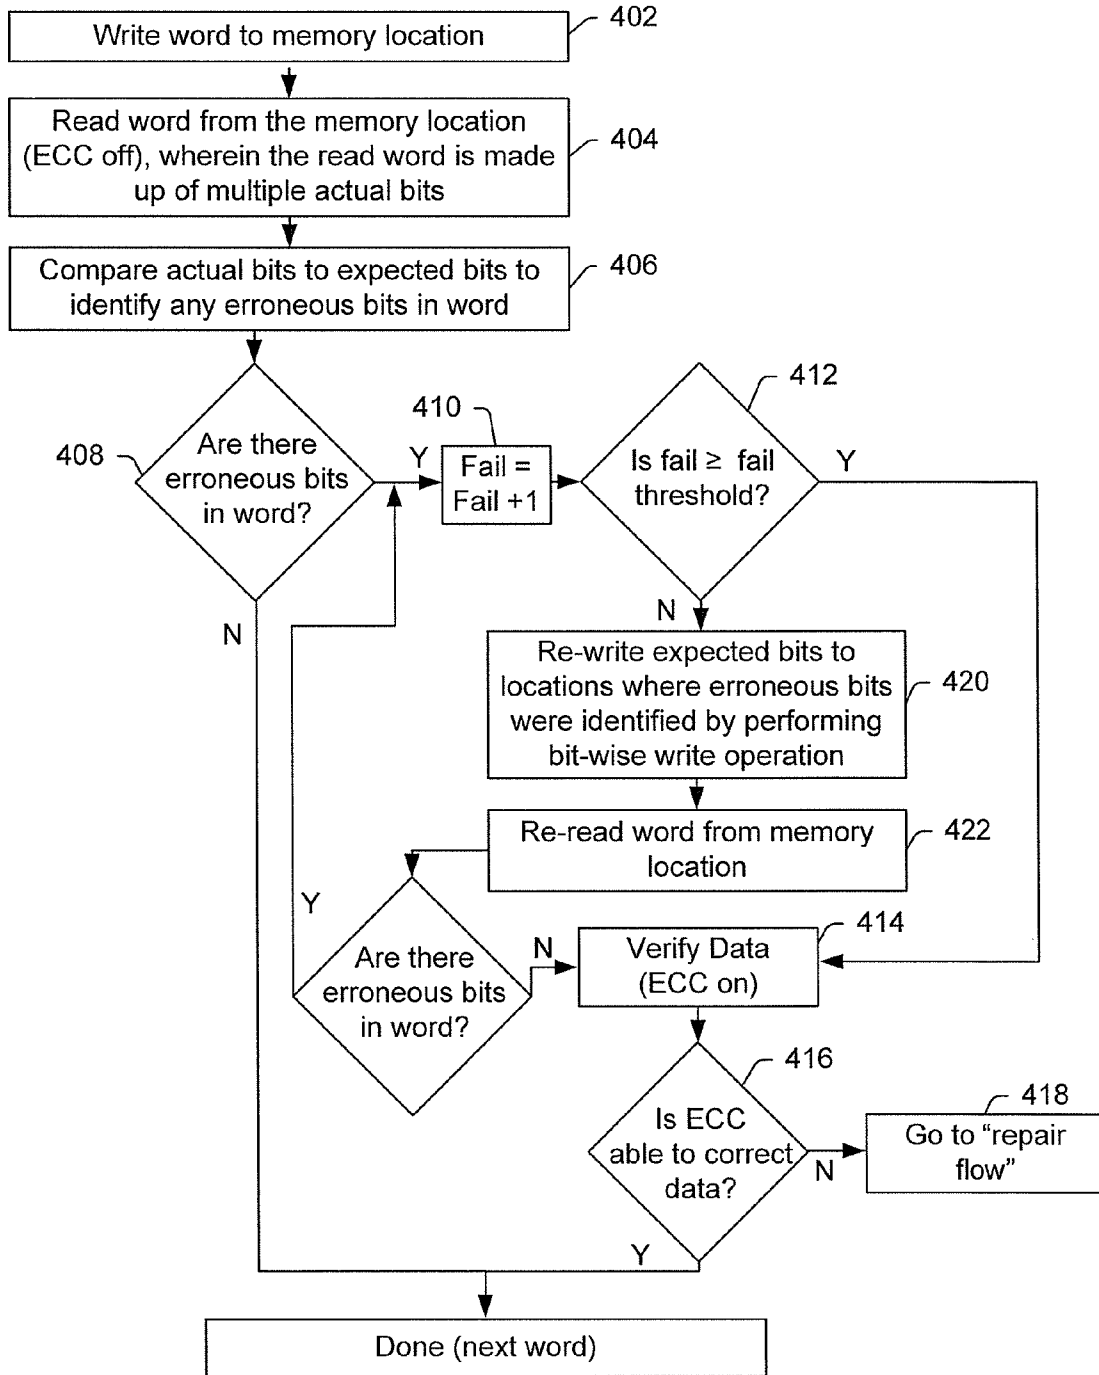 Write word to memory location
402
Read word from the memory location
(ECC off), wherein the read word is made
up of multiple actual bits
404
Compare actual bits to expected bits to
identify any erroneous bits in word
406
408
Are there
erroneous bits
in word?
Y
N
410
Fail =
Fail +1
412
Is fail ≥ fail
threshold?
Y
N
Re-write expected bits to
locations where erroneous bits
were identified by performing
bit-wise write operation
420
Re-read word from memory
location
422
Y
Are there
erroneous bits
in word?
N
Verify Data
(ECC on)
414
416
Is ECC
able to correct
data?
N
Y
418
Go to “repair
flow”
Done (next word)